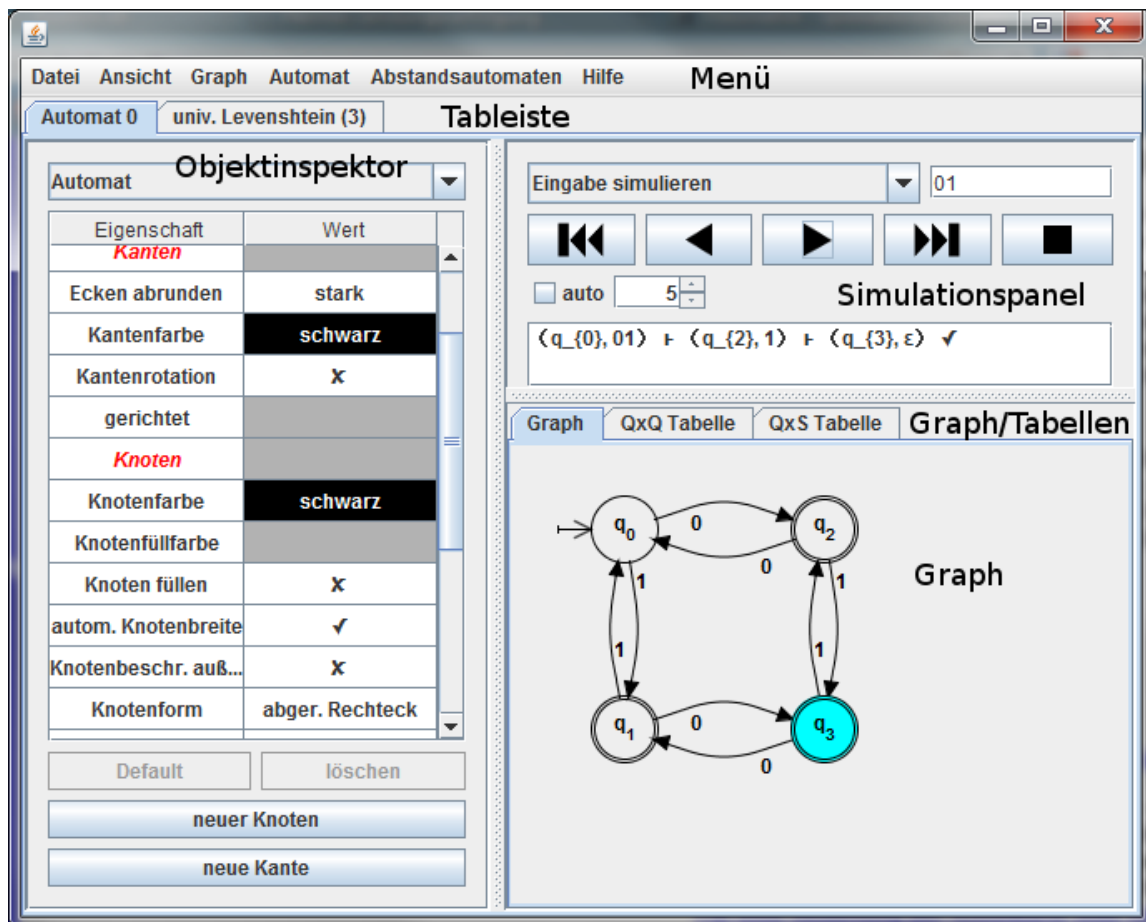 Datei Ansicht Graph Automat Abstandsautomaten Hilfe Menü
Automat 0 univ. Levenshtein (3) Tableiste
Objektinspektor
Automat
Eigenschaft Wert
Kanten
Ecken abrunden stark
Kantenfarbe schwarz
Kantenrotation ✘
gerichtet
Knoten
Knotenfarbe schwarz
Knotenfüllfarbe
Knoten füllen ✘
autom. Knotenbreite ✔
Knotenbeschr. auß... ✘
Knotenform abger. Rechteck
Default löschen
neuer Knoten
neue Kante
Eingabe simulieren 01
auto 5 Simulationspanel
(q_{0}, 01) ⊢ (q_{2}, 1) ⊢ (q_{3}, ε) ✔
Graph QxQ Tabelle QxS Tabelle Graph/Tabellen
q0 0 q2
0
1 1
Graph
1 1
q1 0 q3
0